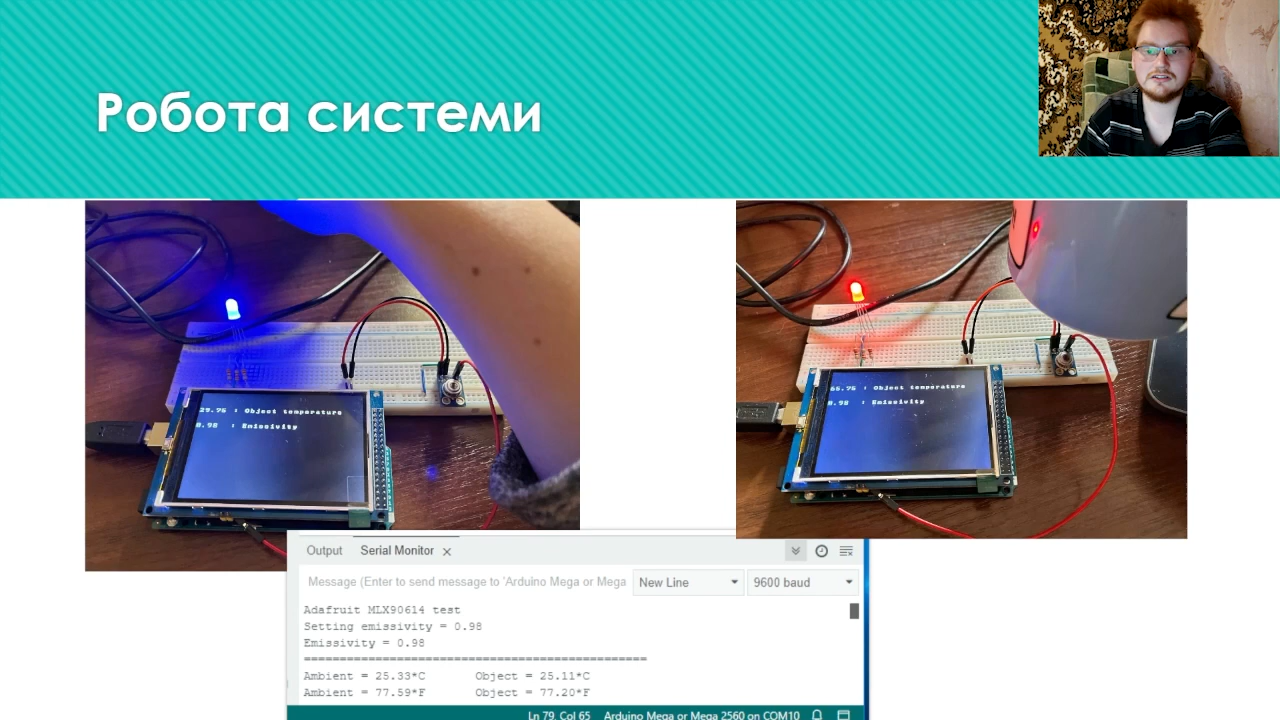 Робота системи
29.75 : Object temperature
0.98 : Emissivity
65.75 : Object temperature
0.98 : Emissivity
Output Serial Monitor
Message (Enter to send message to 'Arduino Mega or Mega
New Line
9600 baud
Adafruit MLX90614 test
Setting emissivity = 0.98
Emissivity = 0.98
================================================
Ambient = 25.33*C Object = 25.11*C
Ambient = 77.59*F Object = 77.20*F
Ln 79, Col 65 Arduino Mega or Mega 2560 on COM10